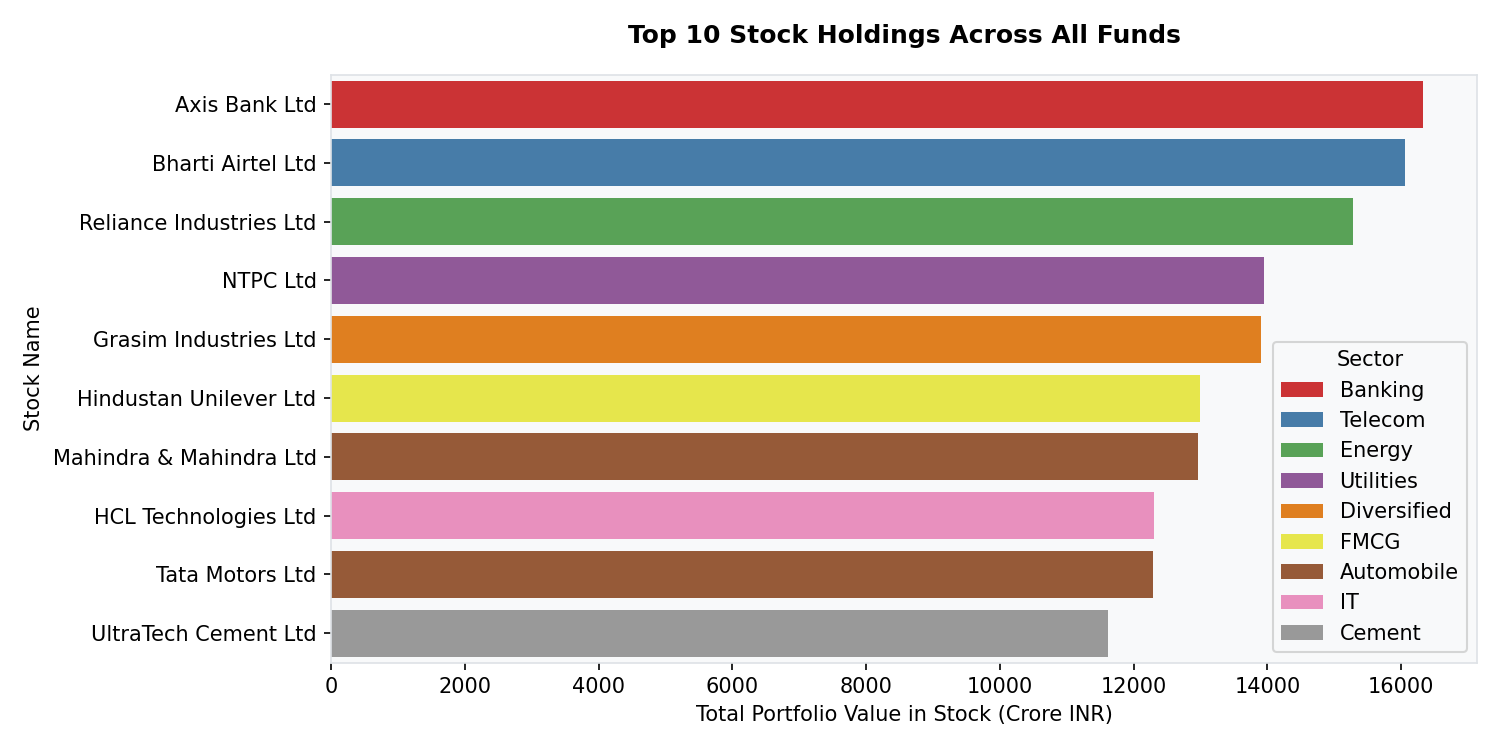 Top 10 Stock Holdings Across All Funds
Axis Bank Ltd
Bharti Airtel Ltd
Reliance Industries Ltd
NTPC Ltd
Grasim Industries Ltd
Hindustan Unilever Ltd
Mahindra & Mahindra Ltd
HCL Technologies Ltd
Tata Motors Ltd
UltraTech Cement Ltd
Stock Name
Sector
Banking
Telecom
Energy
Utilities
Diversified
FMCG
Automobile
IT
Cement
0 2000 4000 6000 8000 10000 12000 14000 16000
Total Portfolio Value in Stock (Crore INR)